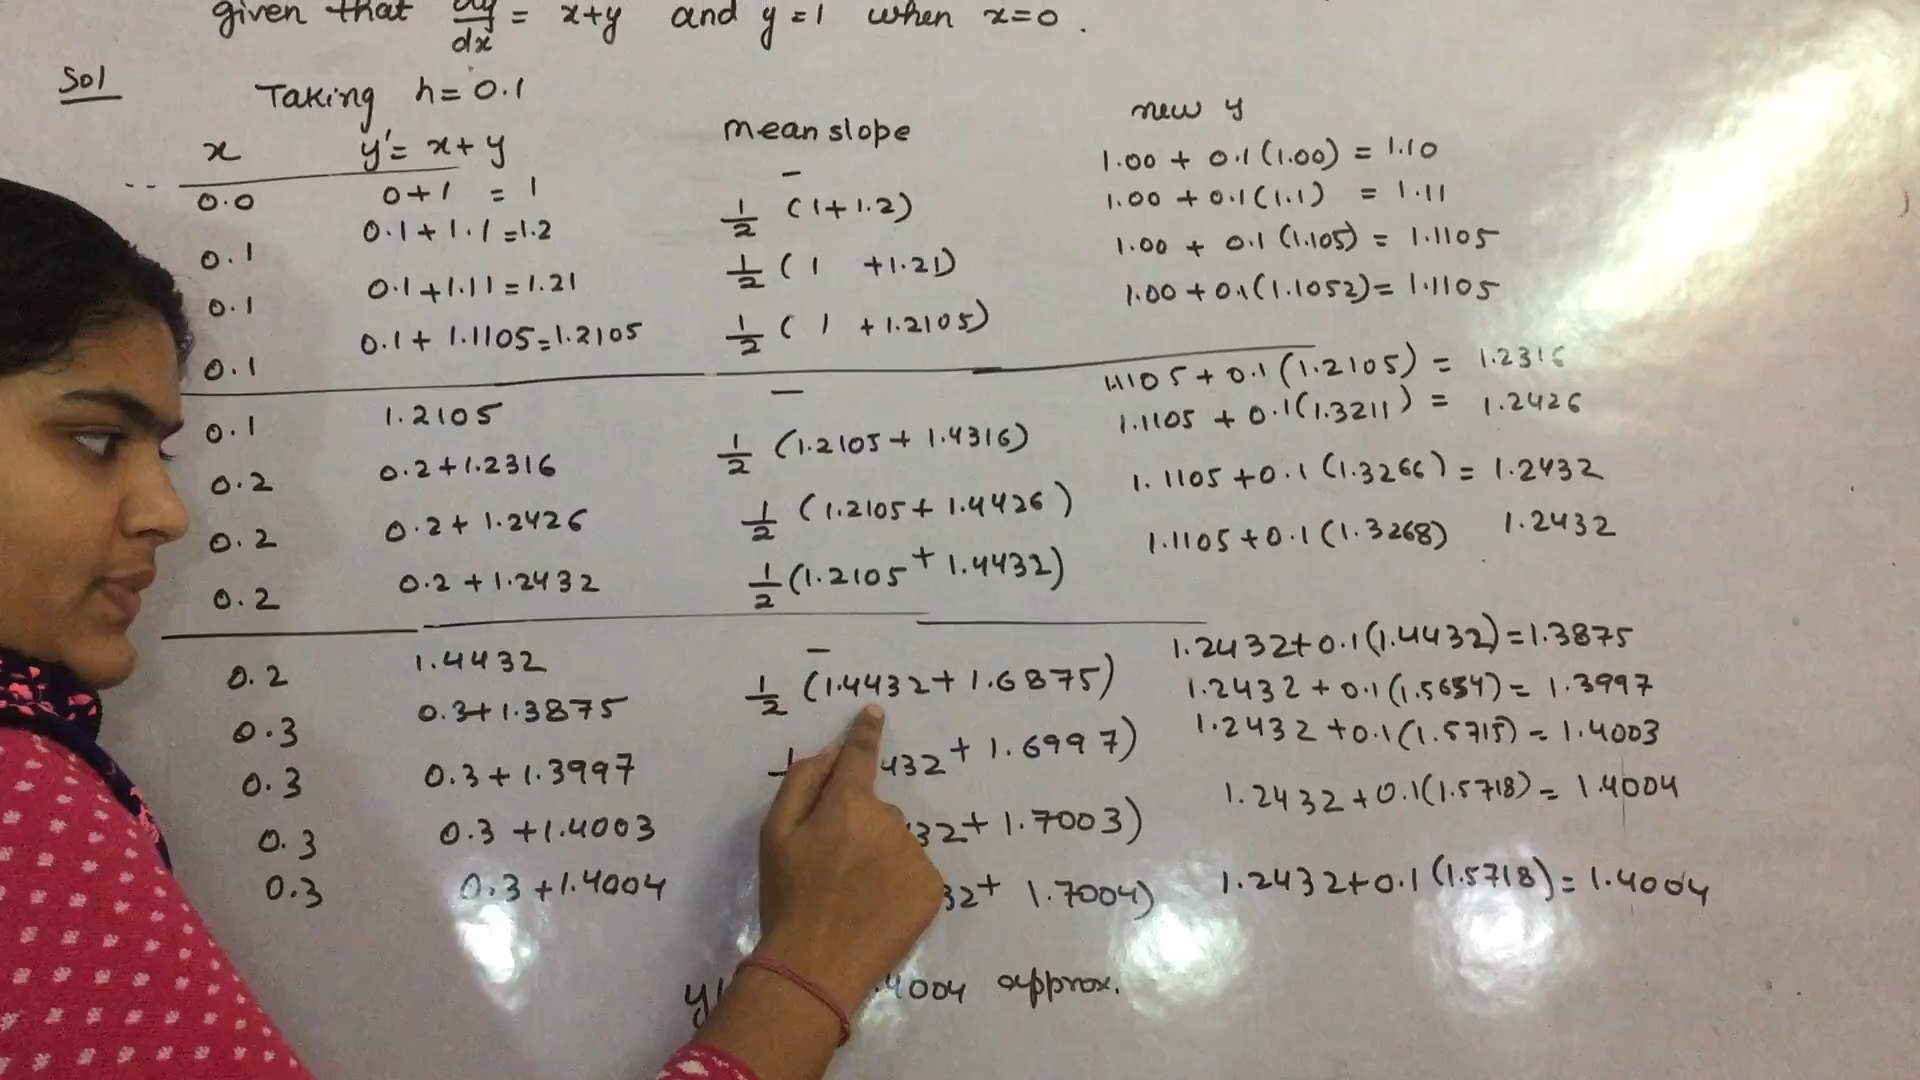 given that dy/dx = x+y and y=1 when x=0.
Sol Taking h=0.1
x y'= x+y mean slope new y
0.0 0+1 = 1 – 1.00 + 0.1(1.00) = 1.10
0.1 0.1+1.1=1.2 1/2 (1+1.2) 1.00 + 0.1(1.1) = 1.11
0.1 0.1+1.11=1.21 1/2 (1 +1.21) 1.00 + 0.1(1.105) = 1.1105
0.1 0.1+1.1105=1.2105 1/2 (1 +1.2105) 1.00+0.1(1.1052)=1.1105
0.1 1.2105 – 1.1105+0.1(1.2105) = 1.2316
0.2 0.2+1.2316 1/2 (1.2105+1.4316) 1.1105+0.1(1.3211) = 1.2426
0.2 0.2+1.2426 1/2 (1.2105+1.4426) 1.1105+0.1(1.3266) = 1.2432
0.2 0.2+1.2432 1/2 (1.2105+1.4432) 1.1105+0.1(1.3268) 1.2432
0.2 1.4432 – 1.2432+0.1(1.4432)=1.3875
0.3 0.3+1.3875 1/2 (1.4432+1.6875) 1.2432+0.1(1.5654) = 1.3997
0.3 0.3+1.3997 432+1.6997) 1.2432+0.1(1.5715) = 1.4003
0.3 0.3+1.4003 32+1.7003) 1.2432+0.1(1.5718) = 1.4004
0.3 0.3+1.4004 32+ 1.7004) 1.2432+0.1(1.5718) = 1.4004
.4004 approx.